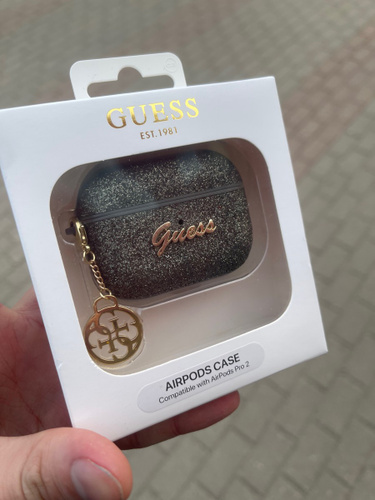 GUESS
EST. 1981
Guess
AIRPODS CASE
Compatible with AirPods Pro 2